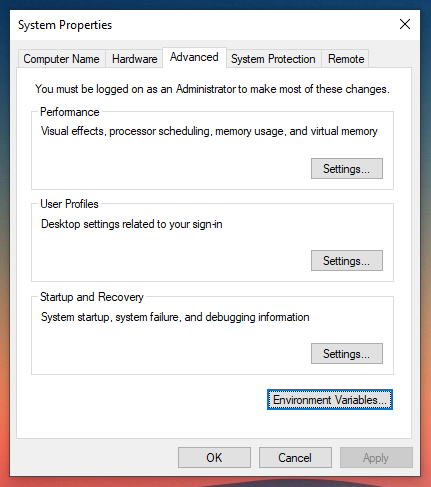 System Properties
Computer Name Hardware Advanced System Protection Remote
You must be logged on as an Administrator to make most of these changes.
Performance
Visual effects, processor scheduling, memory usage, and virtual memory
Settings...
User Profiles
Desktop settings related to your sign-in
Settings...
Startup and Recovery
System startup, system failure, and debugging information
Settings...
Environment Variables...
OK Cancel Apply